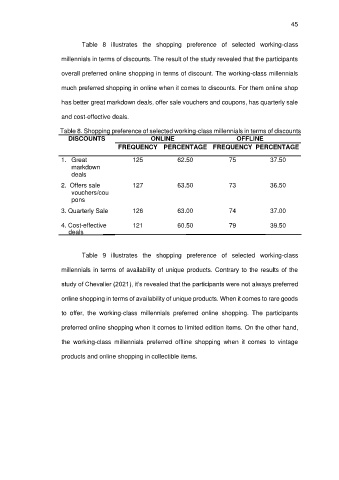 45
Table 8 illustrates the shopping preference of selected working-class
millennials in terms of discounts. The result of the study revealed that the participants
overall preferred online shopping in terms of discount. The working-class millennials
much preferred shopping in online when it comes to discounts. For them online shop
has better great markdown deals, offer sale vouchers and coupons, has quarterly sale
and cost-effective deals.
Table 8. Shopping preference of selected working-class millennials in terms of discounts
DISCOUNTS ONLINE OFFLINE
FREQUENCY PERCENTAGE FREQUENCY PERCENTAGE
1. Great 125 62.50 75 37.50
markdown
deals
2. Offers sale 127 63.50 73 36.50
vouchers/cou
pons
3. Quarterly Sale 126 63.00 74 37.00
4. Cost-effective 121 60.50 79 39.50
deals
Table 9 illustrates the shopping preference of selected working-class
millennials in terms of availability of unique products. Contrary to the results of the
study of Chevalier (2021), it's revealed that the participants were not always preferred
online shopping in terms of availability of unique products. When it comes to rare goods
to offer, the working-class millennials preferred online shopping. The participants
preferred online shopping when it comes to limited edition items. On the other hand,
the working-class millennials preferred offline shopping when it comes to vintage
products and online shopping in collectible items.